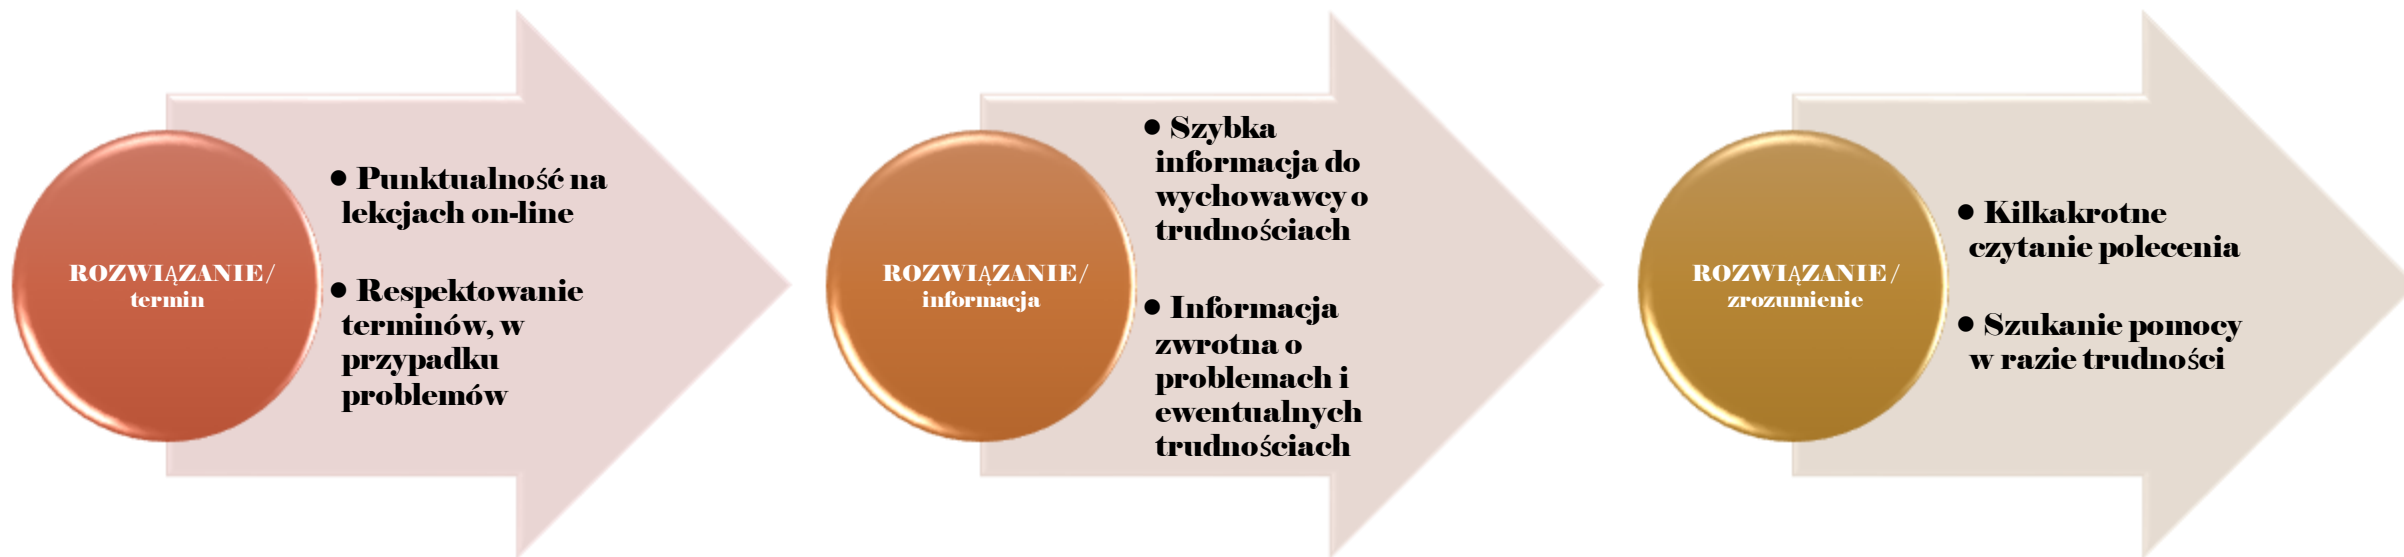 ROZWIĄZANIE/
termin
• Punktualność na
lekcjach on-line
• Respektowanie
terminów, w
przypadku
problemów
ROZWIĄZANIE/
informacja
• Szybka
informacja do
wychowawcy o
trudnościach
• Informacja
zwrotna o
problemach i
ewentualnych
trudnościach
ROZWIĄZANIE/
zrozumienie
• Kilkakrotne
czytanie polecenia
• Szukanie pomocy
w razie trudności